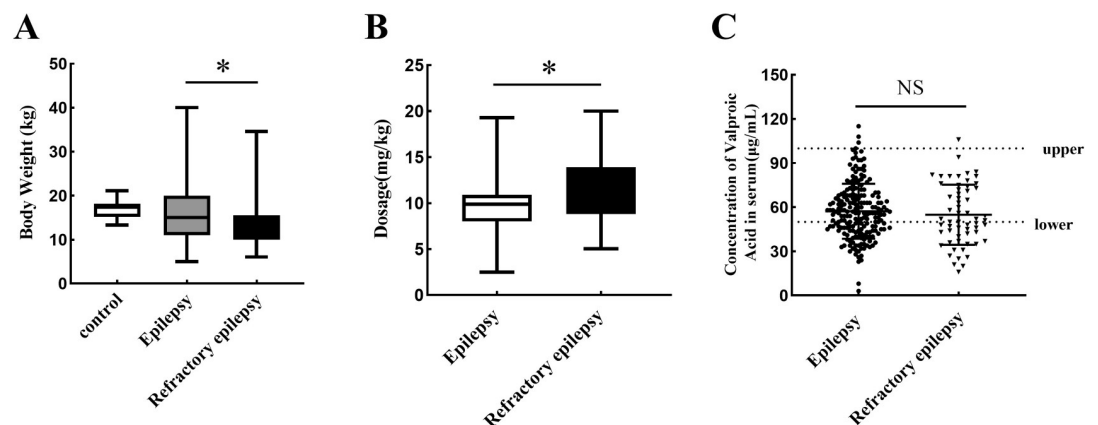 A
Body Weight (kg)
50
40
30
20
10
0
*
control
Epilepsy
Refractory epilepsy
B
Dosage(mg/kg)
25
20
15
10
5
0
*
Epilepsy
Refractory epilepsy
C
Concentration of Valproic
Acid in serum(μg/mL)
150
120
90
60
30
0
NS
upper
lower
Epilepsy
Refractory epilepsy